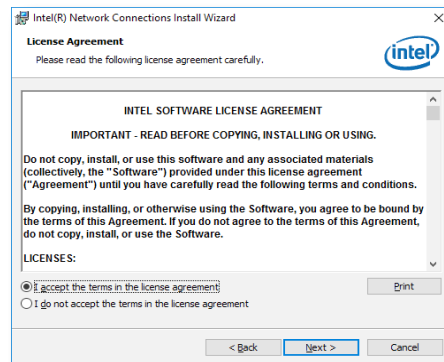 Intel(R) Network Connections Install Wizard
License Agreement
Please read the following license agreement carefully.
intel
INTEL SOFTWARE LICENSE AGREEMENT
IMPORTANT - READ BEFORE COPYING, INSTALLING OR USING.
Do not copy, install, or use this software and any associated materials
(collectively, the "Software") provided under this license agreement
("Agreement") until you have carefully read the following terms and conditions.
By copying, installing, or otherwise using the Software, you agree to be bound by
the terms of this Agreement. If you do not agree to the terms of this Agreement,
do not copy, install, or use the Software.
LICENSES:
I accept the terms in the license agreement
Print
I do not accept the terms in the license agreement
< Back
Next >
Cancel